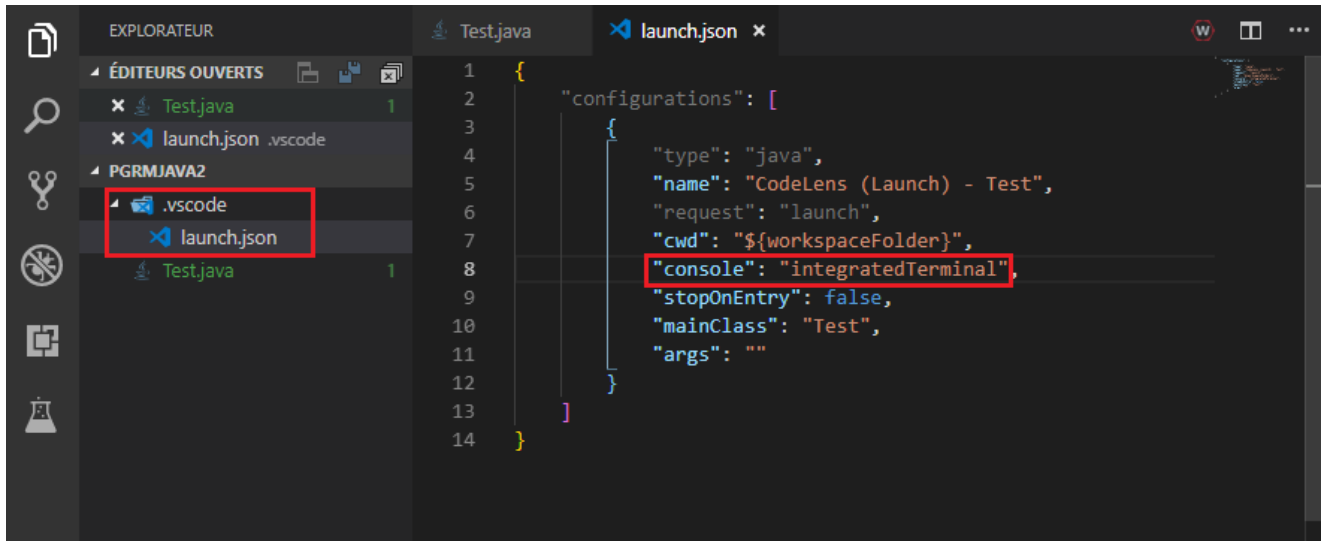 EXPLORATEUR
ÉDITEURS OUVERTS
Test.java 1
launch.json .vscode
PGRMJAVA2
.vscode
launch.json
Test.java 1
Test.java launch.json
W
1 {
2 "configurations": [
3 {
4 "type": "java",
5 "name": "CodeLens (Launch) - Test",
6 "request": "launch",
7 "cwd": "${workspaceFolder}",
8 "console": "integratedTerminal",
9 "stopOnEntry": false,
10 "mainClass": "Test",
11 "args": ""
12 }
13 ]
14 }